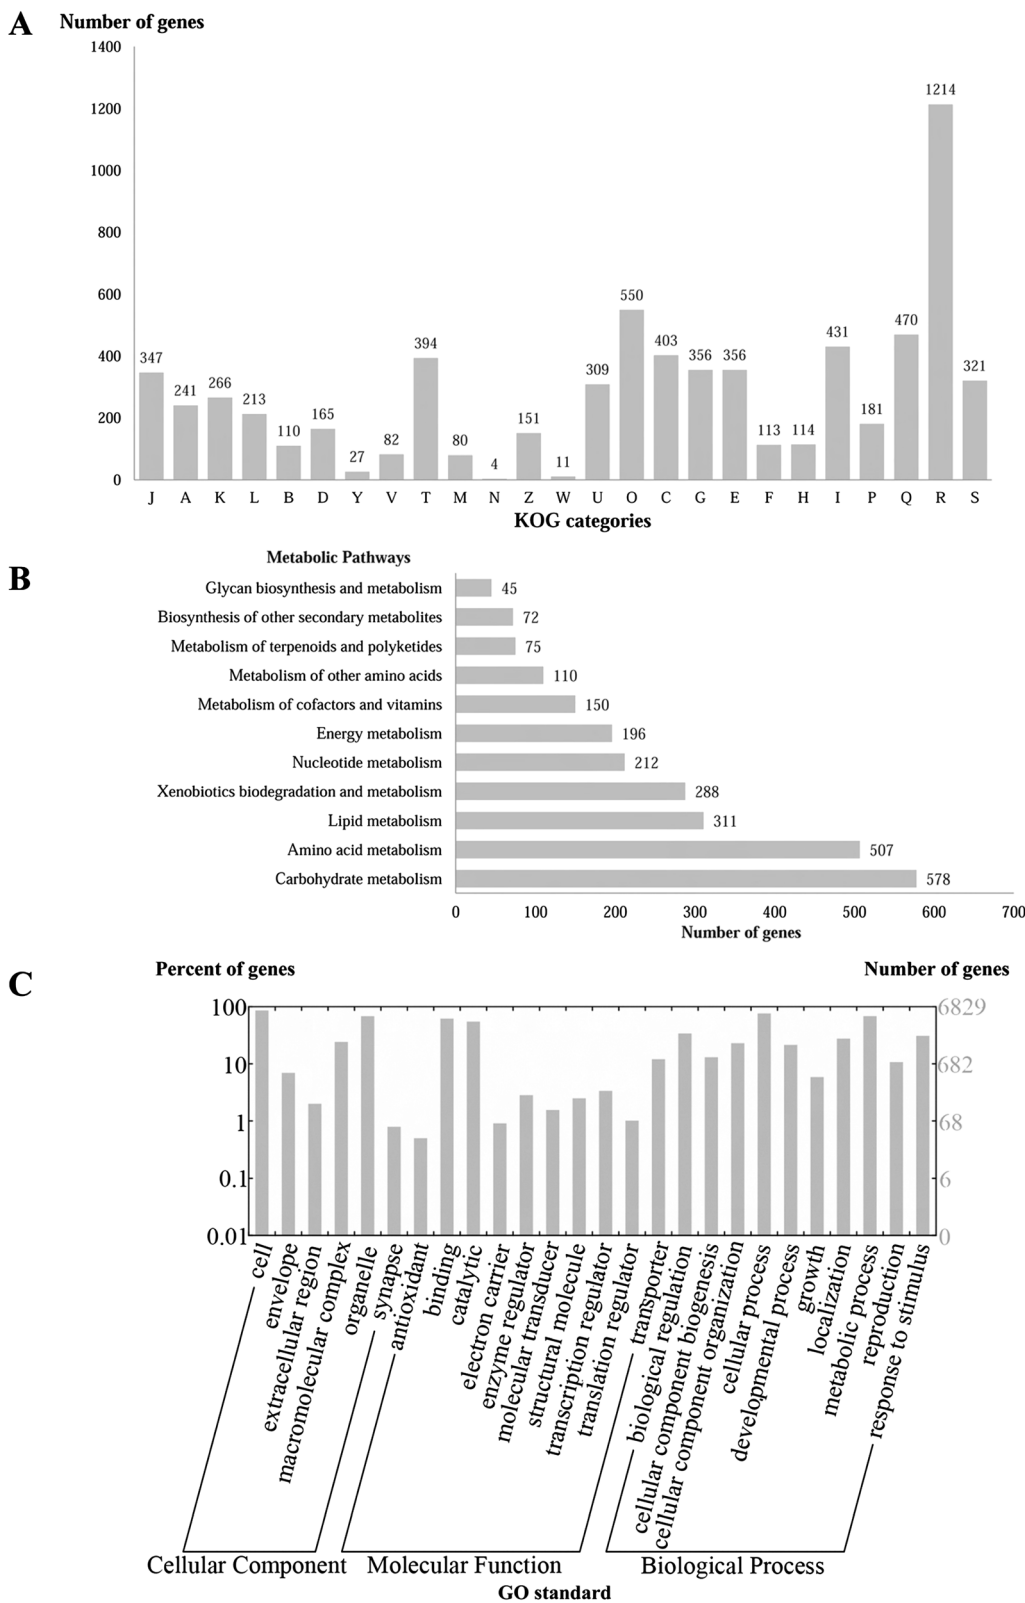 A
Number of genes
1400
1200
1000
800
600
400
200
0
347
241
266
213
110
165
27
82
394
80
4
151
11
309
550
403
356
356
113
114
431
181
470
1214
321
J A K L B D Y V T M N Z W U O C G E F H I P Q R S
KOG categories
B
Metabolic Pathways
Glycan biosynthesis and metabolism 45
Biosynthesis of other secondary metabolites 72
Metabolism of terpenoids and polyketides 75
Metabolism of other amino acids 110
Metabolism of cofactors and vitamins 150
Energy metabolism 196
Nucleotide metabolism 212
Xenobiotics biodegradation and metabolism 288
Lipid metabolism 311
Amino acid metabolism 507
Carbohydrate metabolism 578
0 100 200 300 400 500 600 700
Number of genes
C
Percent of genes
Number of genes
100 6829
10 682
1 68
0.1 6
0.01 0
cell
envelope
extracellular region
macromolecular complex
organelle
synapse
antioxidant
binding
catalytic
electron carrier
enzyme regulator
molecular transducer
structural molecule
transcription regulator
translation regulator
transporter
biological regulation
cellular component biogenesis
cellular component organization
cellular process
developmental process
growth
localization
metabolic process
reproduction
response to stimulus
Cellular Component
Molecular Function
Biological Process
GO standard